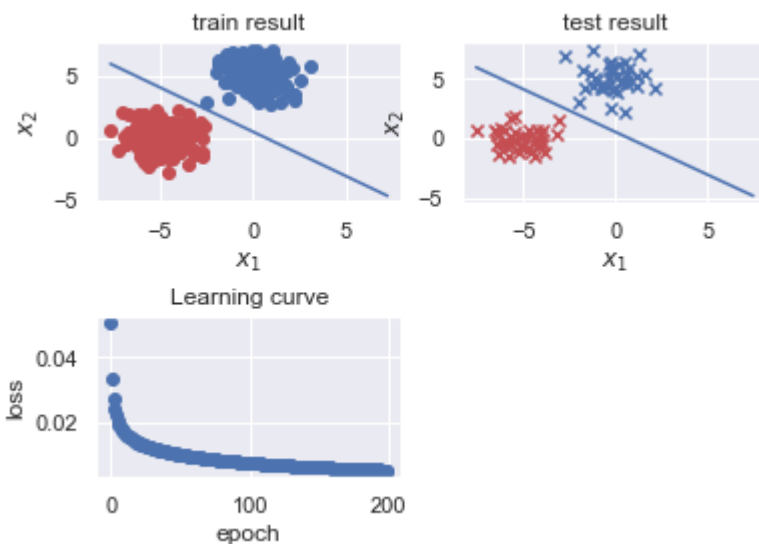 train result
test result
5
0
−5
x₂
−5
0
5
x₁
5
0
−5
x₂
−5
0
5
x₁
Learning curve
0.04
0.02
loss
0
100
200
epoch